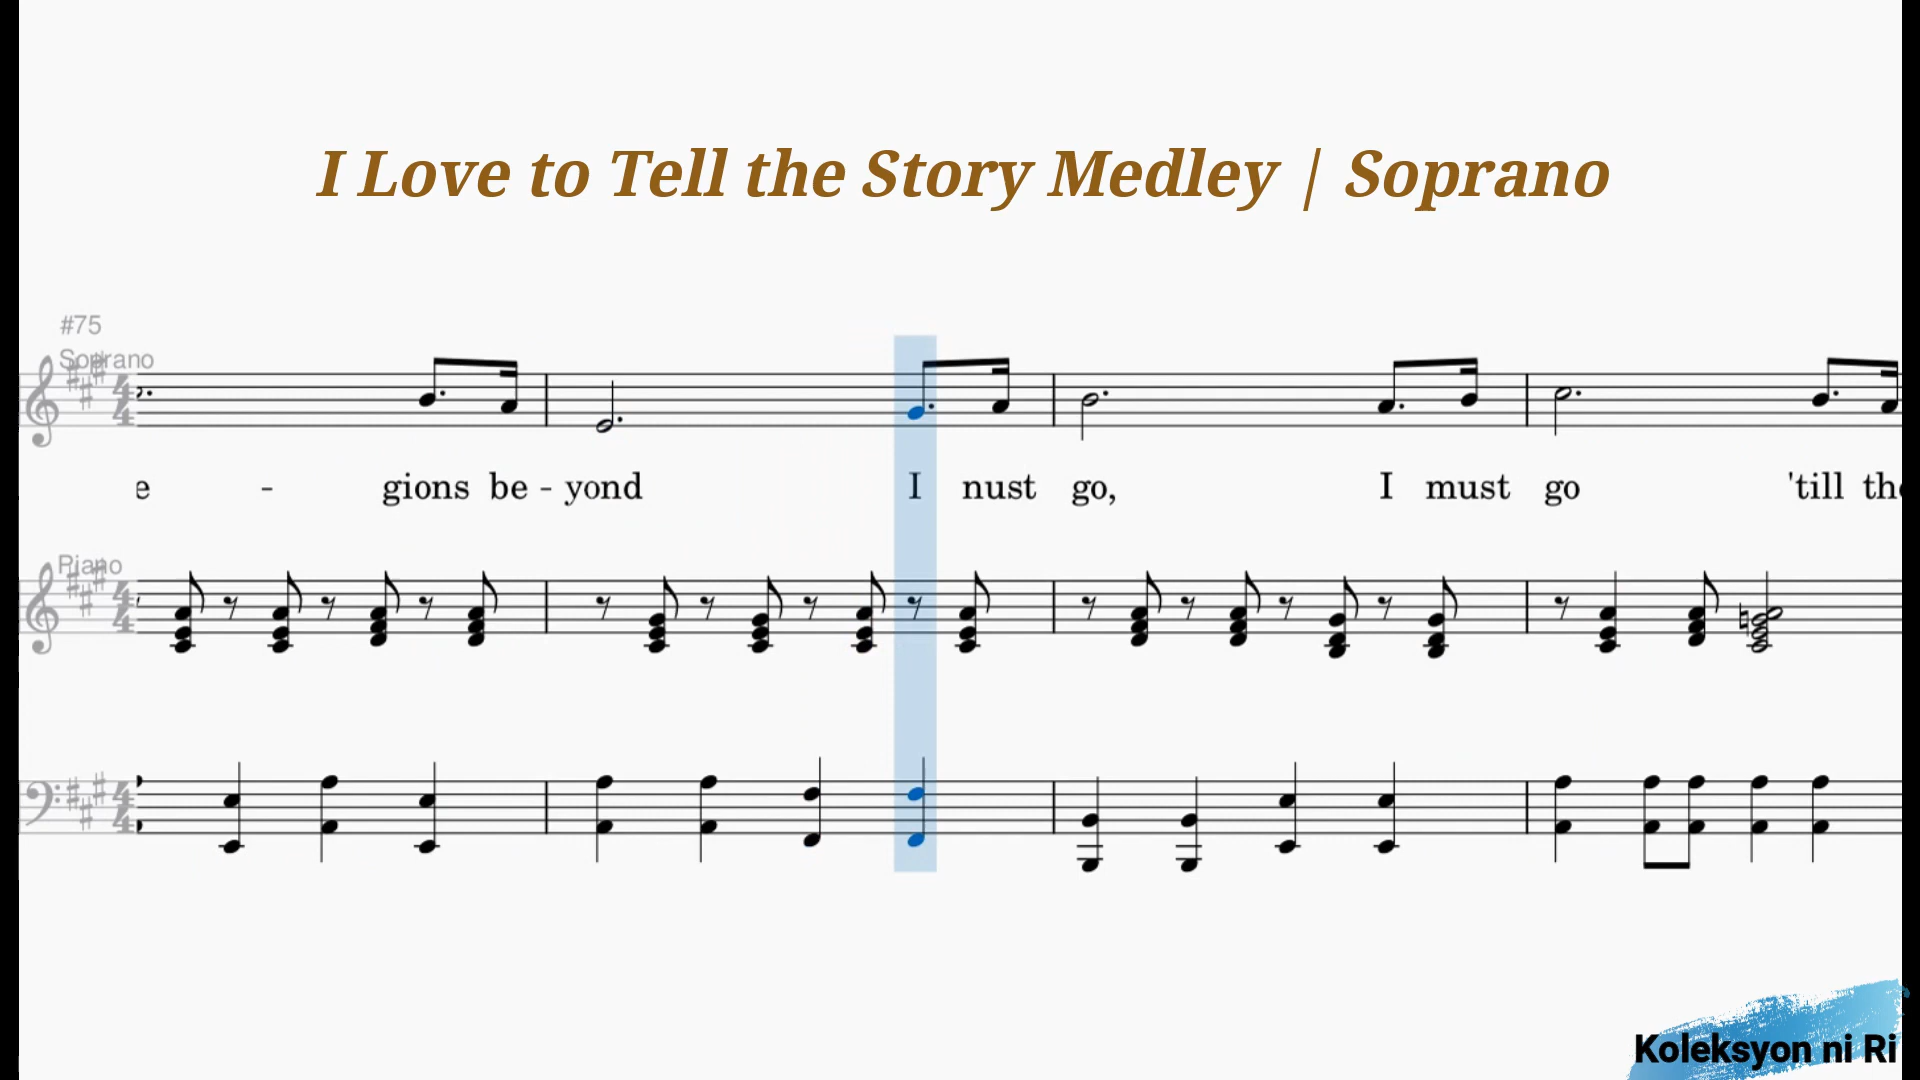 I Love to Tell the Story Medley | Soprano
#75
Soprano
e - gions be - yond I nust go, I must go 'till the
Piano
Koleksyon ni Ri